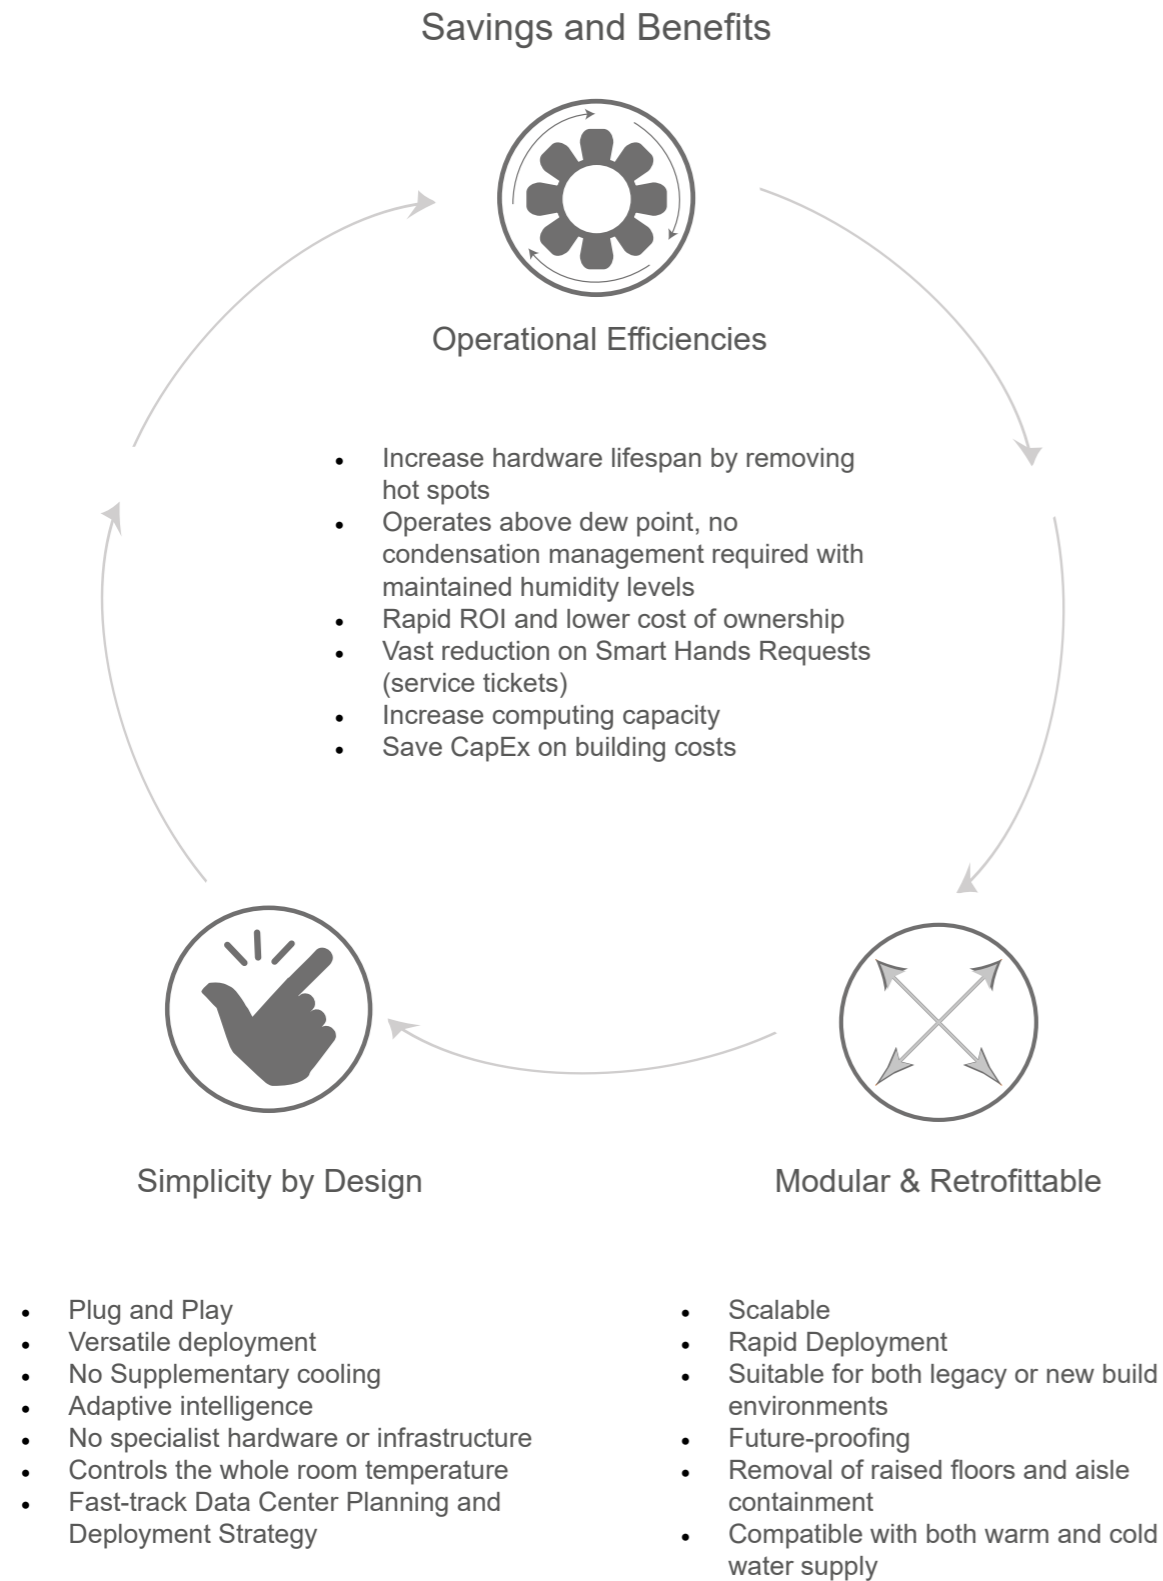 Savings and Benefits
Operational Efficiencies
• Increase hardware lifespan by removing
hot spots
• Operates above dew point, no
condensation management required with
maintained humidity levels
• Rapid ROI and lower cost of ownership
• Vast reduction on Smart Hands Requests
(service tickets)
• Increase computing capacity
• Save CapEx on building costs
Simplicity by Design
• Plug and Play
• Versatile deployment
• No Supplementary cooling
• Adaptive intelligence
• No specialist hardware or infrastructure
• Controls the whole room temperature
• Fast-track Data Center Planning and
Deployment Strategy
Modular & Retrofittable
• Scalable
• Rapid Deployment
• Suitable for both legacy or new build
environments
• Future-proofing
• Removal of raised floors and aisle
containment
• Compatible with both warm and cold
water supply